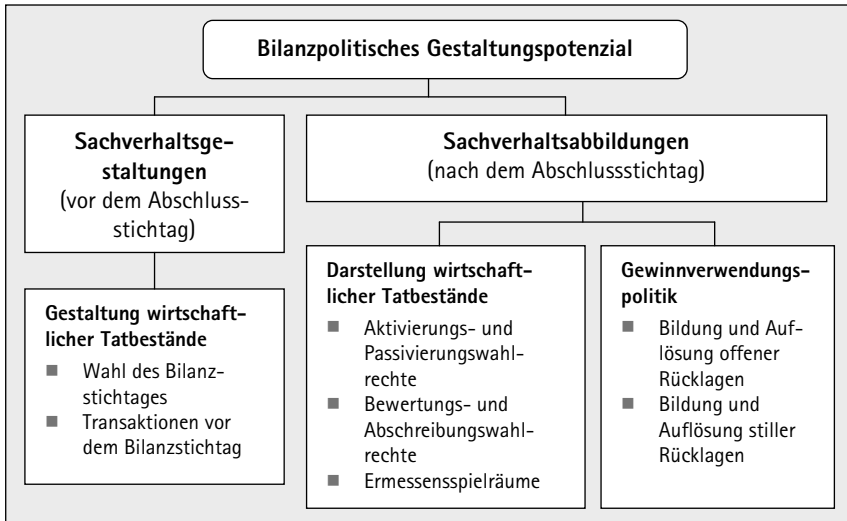 Bilanzpolitisches Gestaltungspotenzial
Sachverhaltsge-
staltungen
(vor dem Abschluss-
stichtag)
Sachverhaltsabbildungen
(nach dem Abschlussstichtag)
Gestaltung wirtschaft-
licher Tatbestände
■ Wahl des Bilanz-
stichtages
■ Transaktionen vor
dem Bilanzstichtag
Darstellung wirtschaft-
licher Tatbestände
■ Aktivierungs- und
Passivierungswahl-
rechte
■ Bewertungs- und
Abschreibungswahl-
rechte
■ Ermessensspielräume
Gewinnverwendungs-
politik
■ Bildung und Auf-
lösung offener
Rücklagen
■ Bildung und
Auflösung stiller
Rücklagen